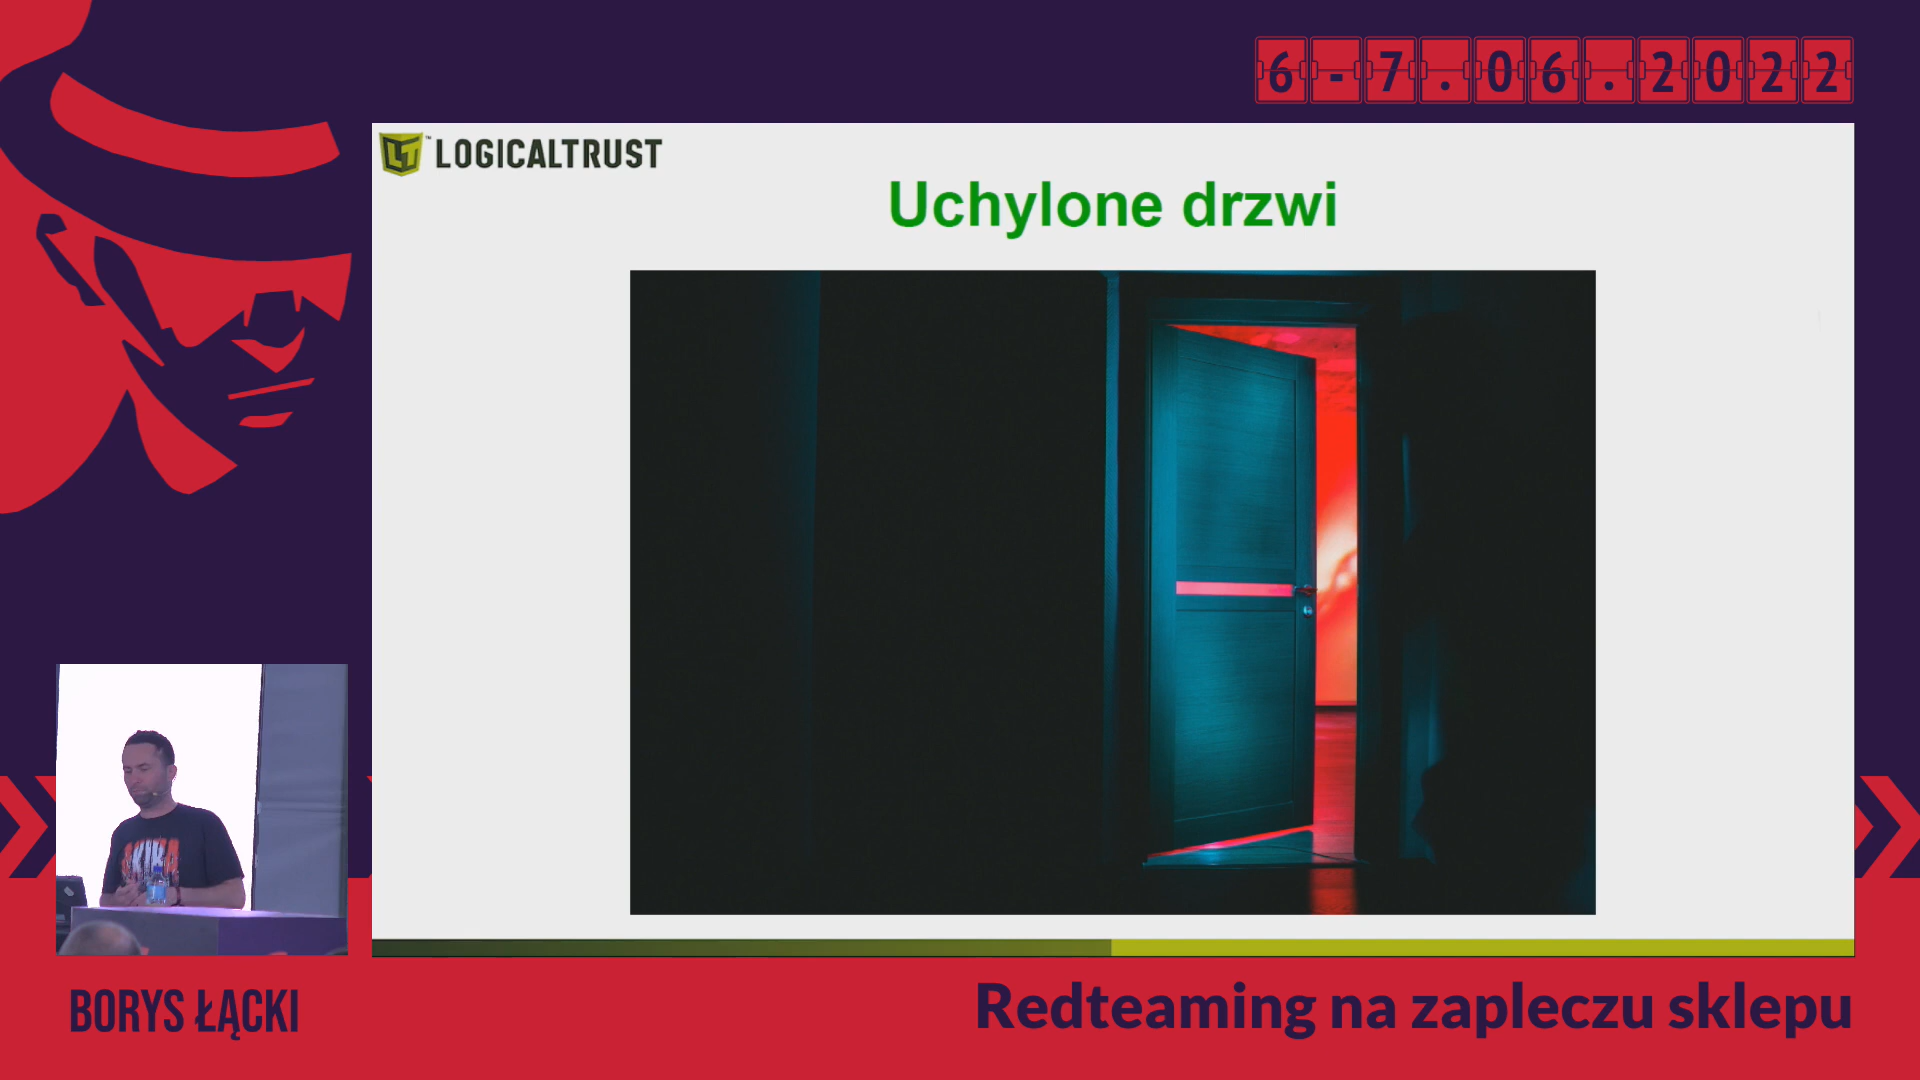 6-7.06.2022
LOGICALTRUST
Uchylone drzwi
BORYS ŁĄCKI
Redteaming na zapleczu sklepu